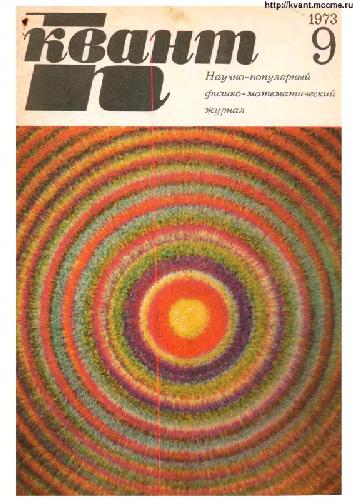 http://kvant.mccme.ru
1973
квант
9
Научно-популярный
физико-математический
журнал